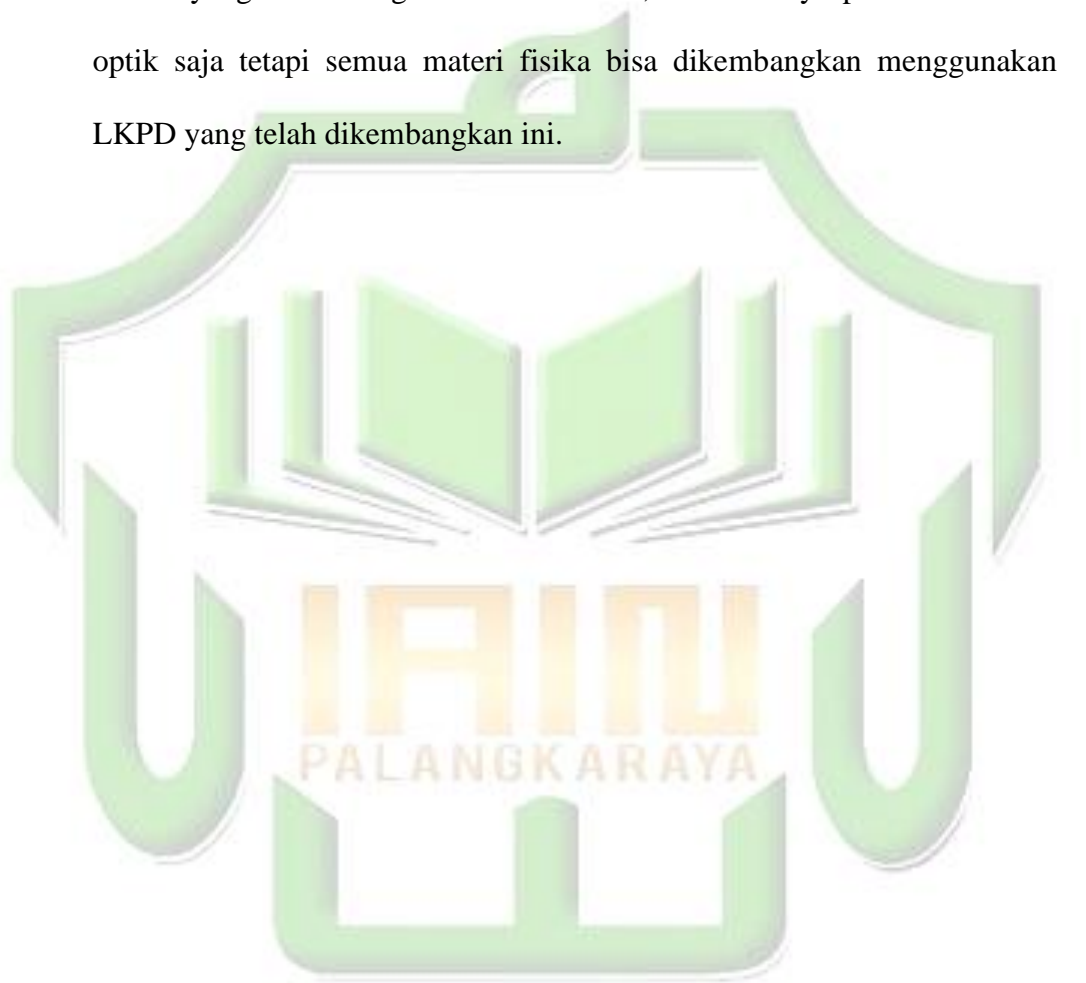 optik saja tetapi semua materi fisika bisa dikembangkan menggunakan
LKPD yang telah dikembangkan ini.
IAIN
PALANGKARAYA